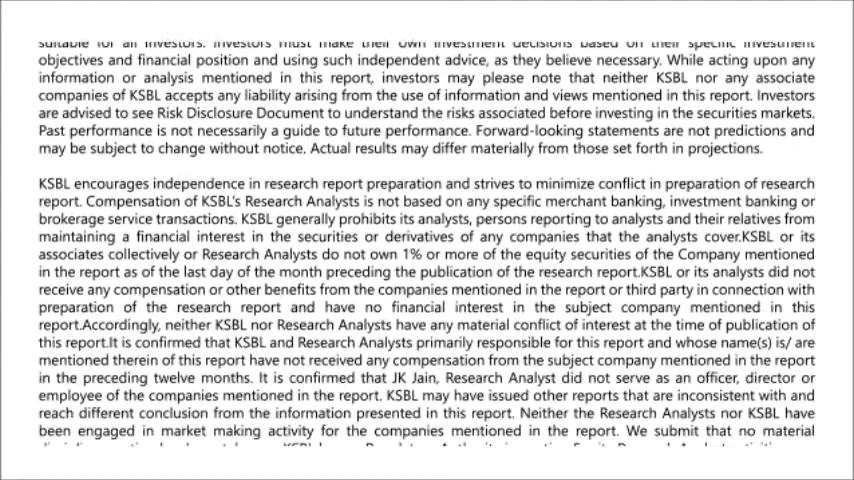 suitable for all investors. Investors must make their own investment decisions based on their specific investment
objectives and financial position and using such independent advice, as they believe necessary. While acting upon any
information or analysis mentioned in this report, investors may please note that neither KSBL nor any associate
companies of KSBL accepts any liability arising from the use of information and views mentioned in this report. Investors
are advised to see Risk Disclosure Document to understand the risks associated before investing in the securities markets.
Past performance is not necessarily a guide to future performance. Forward-looking statements are not predictions and
may be subject to change without notice. Actual results may differ materially from those set forth in projections.
KSBL encourages independence in research report preparation and strives to minimize conflict in preparation of research
report. Compensation of KSBL's Research Analysts is not based on any specific merchant banking, investment banking or
brokerage service transactions. KSBL generally prohibits its analysts, persons reporting to analysts and their relatives from
maintaining a financial interest in the securities or derivatives of any companies that the analysts cover.KSBL or its
associates collectively or Research Analysts do not own 1% or more of the equity securities of the Company mentioned
in the report as of the last day of the month preceding the publication of the research report.KSBL or its analysts did not
receive any compensation or other benefits from the companies mentioned in the report or third party in connection with
preparation of the research report and have no financial interest in the subject company mentioned in this
report.Accordingly, neither KSBL nor Research Analysts have any material conflict of interest at the time of publication of
this report.It is confirmed that KSBL and Research Analysts primarily responsible for this report and whose name(s) is/ are
mentioned therein of this report have not received any compensation from the subject company mentioned in the report
in the preceding twelve months. It is confirmed that JK Jain, Research Analyst did not serve as an officer, director or
employee of the companies mentioned in the report. KSBL may have issued other reports that are inconsistent with and
reach different conclusion from the information presented in this report. Neither the Research Analysts nor KSBL have
been engaged in market making activity for the companies mentioned in the report. We submit that no material